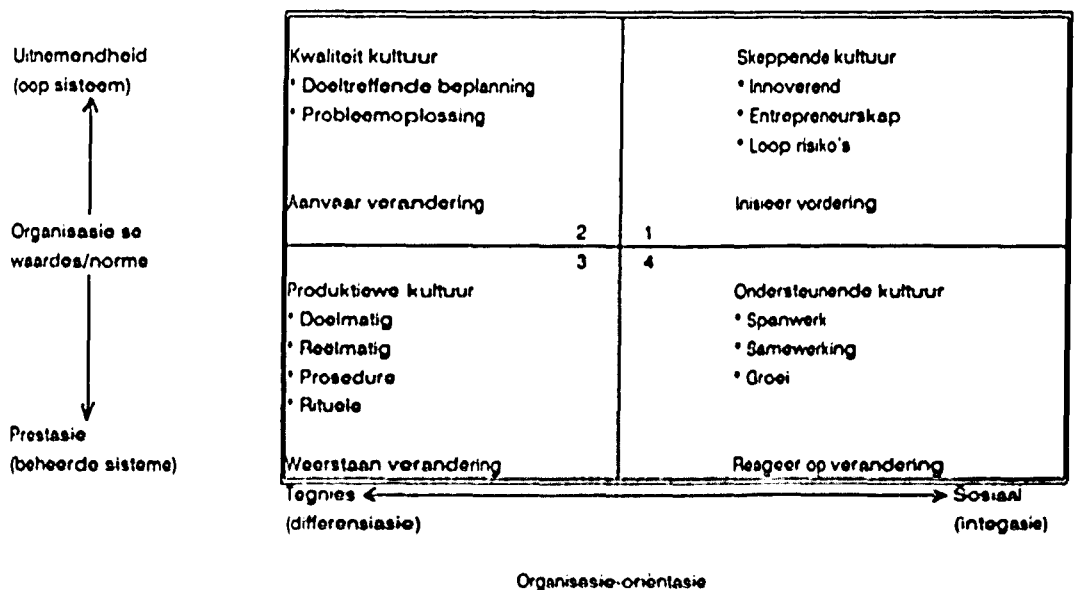 Uitnemendheid
(oop sisteem)
Organisasie se
waardes/norme
Prestasie
(beheerde sisteme)
Kwaliteit kultuur
* Doeltreffende beplanning
* Probleemoplossing
Aanvaar verandering
2
Skeppende kultuur
* Innoverend
* Entrepreneurskap
* Loop risiko's
Inisieer vordering
1
3
Produktiewe kultuur
* Doelmatig
* Reëlmatig
* Prosedure
* Rituele
Weerstaan verandering
4
Ondersteunende kultuur
* Spanwerk
* Samewerking
* Groei
Reageer op verandering
Tegnies
(differensiasie)
Sosiaal
(integasie)
Organisasie-oriëntasie